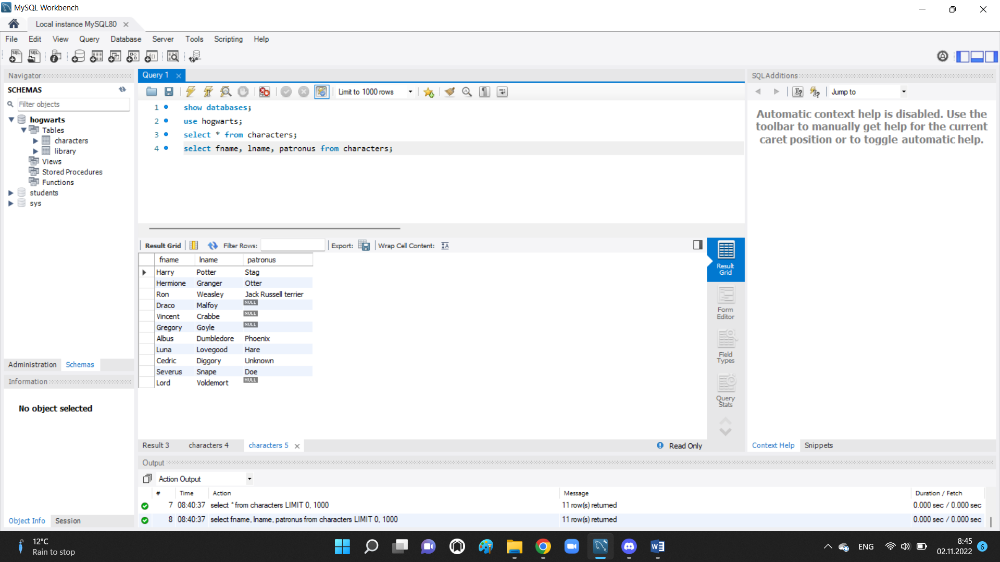 MySQL Workbench
Local instance MySQL80
File Edit View Query Database Server Tools Scripting Help
Navigator
SCHEMAS
Filter objects
hogwarts
Tables
characters
library
Views
Stored Procedures
Functions
students
sys
Administration Schemas
Information
No object selected
Object Info Session
Query 1
Limit to 1000 rows
1 show databases;
2 use hogwarts;
3 select * from characters;
4 select fname, lname, patronus from characters;
Result Grid Filter Rows: Export: Wrap Cell Content:
fname lname patronus
Harry Potter Stag
Hermione Granger Otter
Ron Weasley Jack Russell terrier
Draco Malfoy NULL
Vincent Crabbe NULL
Gregory Goyle NULL
Albus Dumbledore Phoenix
Luna Lovegood Hare
Cedric Diggory Unknown
Severus Snape Doe
Lord Voldemort NULL
Result Grid
Form Editor
Field Types
Query Stats
Result 3 characters 4 characters 5 Read Only
SQLAdditions
Jump to
Automatic context help is disabled. Use the
toolbar to manually get help for the current
caret position or to toggle automatic help.
Context Help Snippets
Output
Action Output
# Time Action Message Duration / Fetch
7 08:40:37 select * from characters LIMIT 0, 1000 11 row(s) returned 0.000 sec / 0.000 sec
8 08:40:37 select fname, lname, patronus from characters LIMIT 0, 1000 11 row(s) returned 0.000 sec / 0.000 sec
12°C
Rain to stop
ENG
8:45
02.11.2022
6